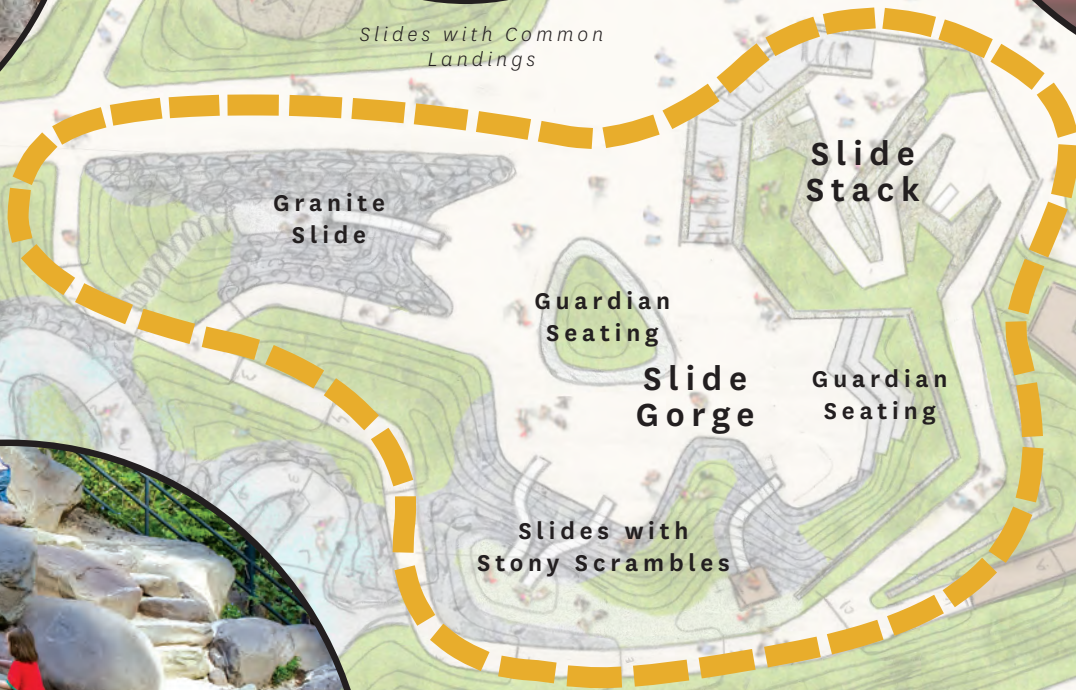 Slides with Common
Landings
Slide
Stack
Granite
Slide
Guardian
Seating
Slide
Gorge
Guardian
Seating
Slides with
Stony Scrambles